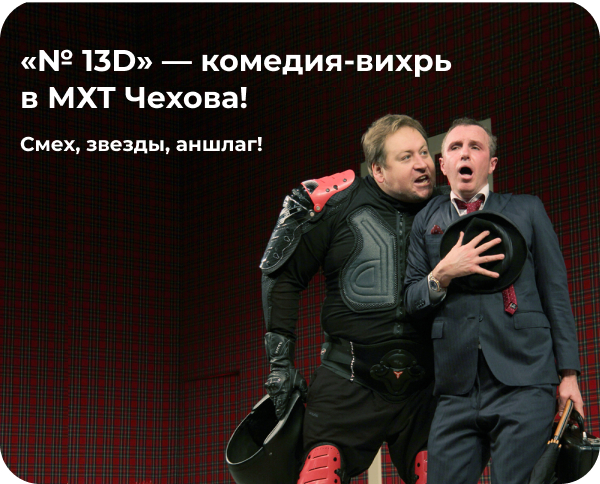 «№ 13D» — комедия-вихрь
в МХТ Чехова!
Смех, звезды, аншлаг!